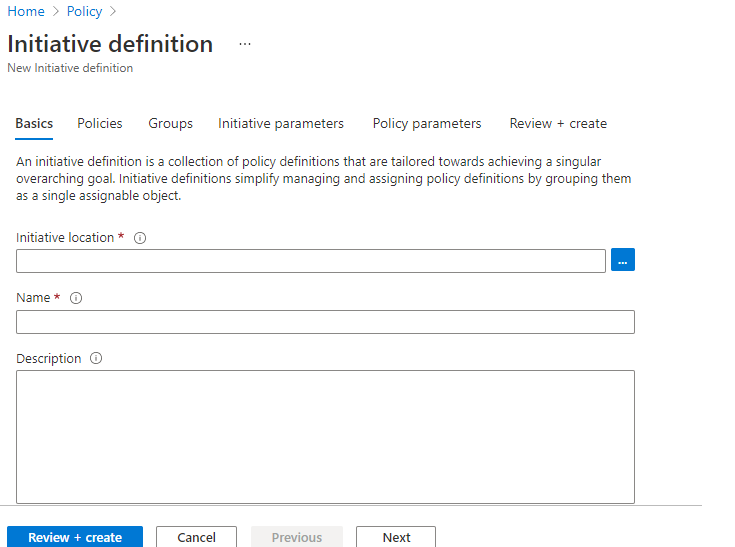 Home > Policy >
Initiative definition ...
New Initiative definition
Basics Policies Groups Initiative parameters Policy parameters Review + create
An initiative definition is a collection of policy definitions that are tailored towards achieving a singular
overarching goal. Initiative definitions simplify managing and assigning policy definitions by grouping them
as a single assignable object.
Initiative location *
...
Name *
Description
Review + create Cancel Previous Next